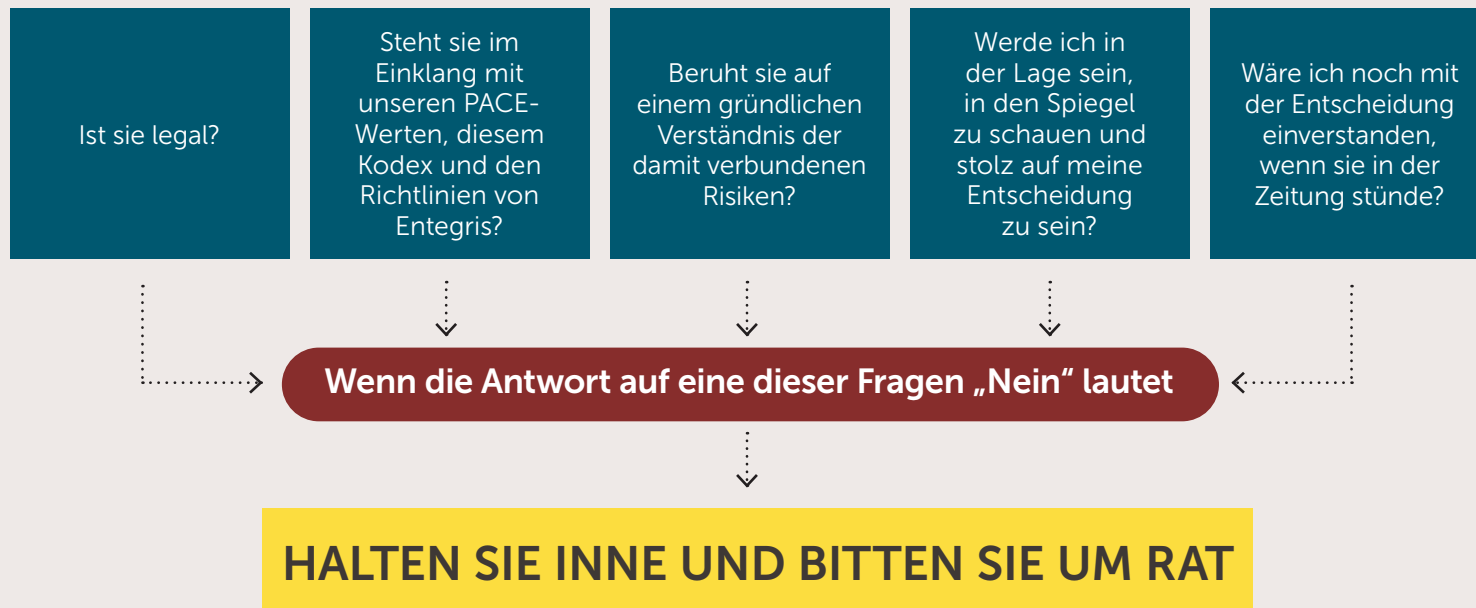 Ist sie legal?
Steht sie im
Einklang mit
unseren PACE-
Werten, diesem
Kodex und den
Richtlinien von
Entegris?
Beruht sie auf
einem gründlichen
Verständnis der
damit verbundenen
Risiken?
Werde ich in
der Lage sein,
in den Spiegel
zu schauen und
stolz auf meine
Entscheidung
zu sein?
Wäre ich noch mit
der Entscheidung
einverstanden,
wenn sie in der
Zeitung stünde?
Wenn die Antwort auf eine dieser Fragen „Nein“ lautet
HALTEN SIE INNE UND BITTEN SIE UM RAT